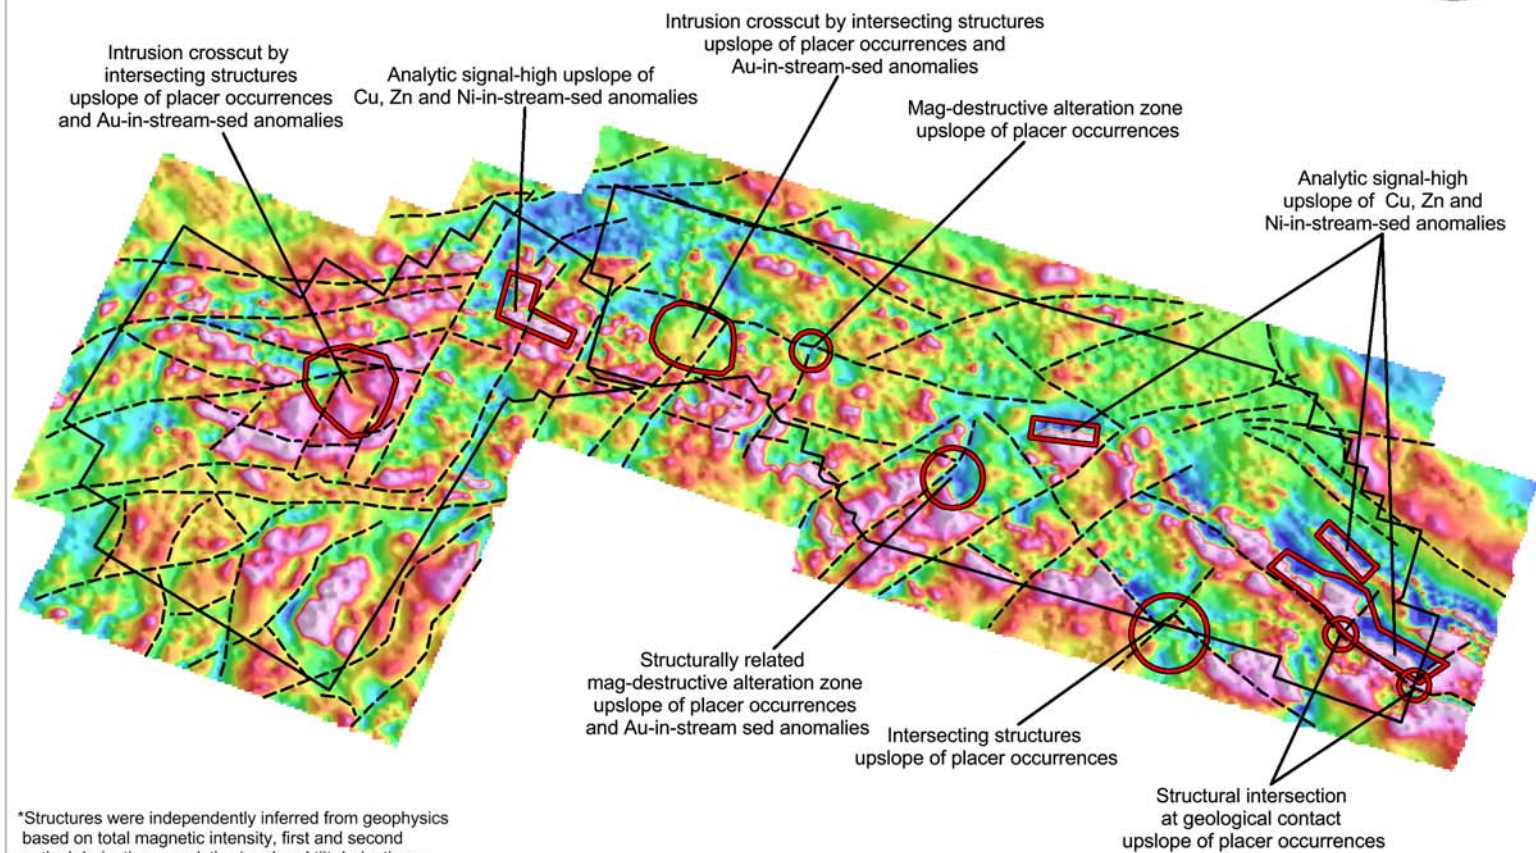 Intrusion crosscut by
intersecting structures
upslope of placer occurrences
and Au-in-stream-sed anomalies
Analytic signal-high upslope of
Cu, Zn and Ni-in-stream-sed anomalies
Intrusion crosscut by intersecting structures
upslope of placer occurrences and
Au-in-stream-sed anomalies
Mag-destructive alteration zone
upslope of placer occurrences
Analytic signal-high
upslope of Cu, Zn and
Ni-in-stream-sed anomalies
Structurally related
mag-destructive alteration zone
upslope of placer occurrences
and Au-in-stream sed anomalies
Intersecting structures
upslope of placer occurrences
Structural intersection
at geological contact
upslope of placer occurrences
*Structures were independently inferred from geophysics
based on total magnetic intensity, first and second